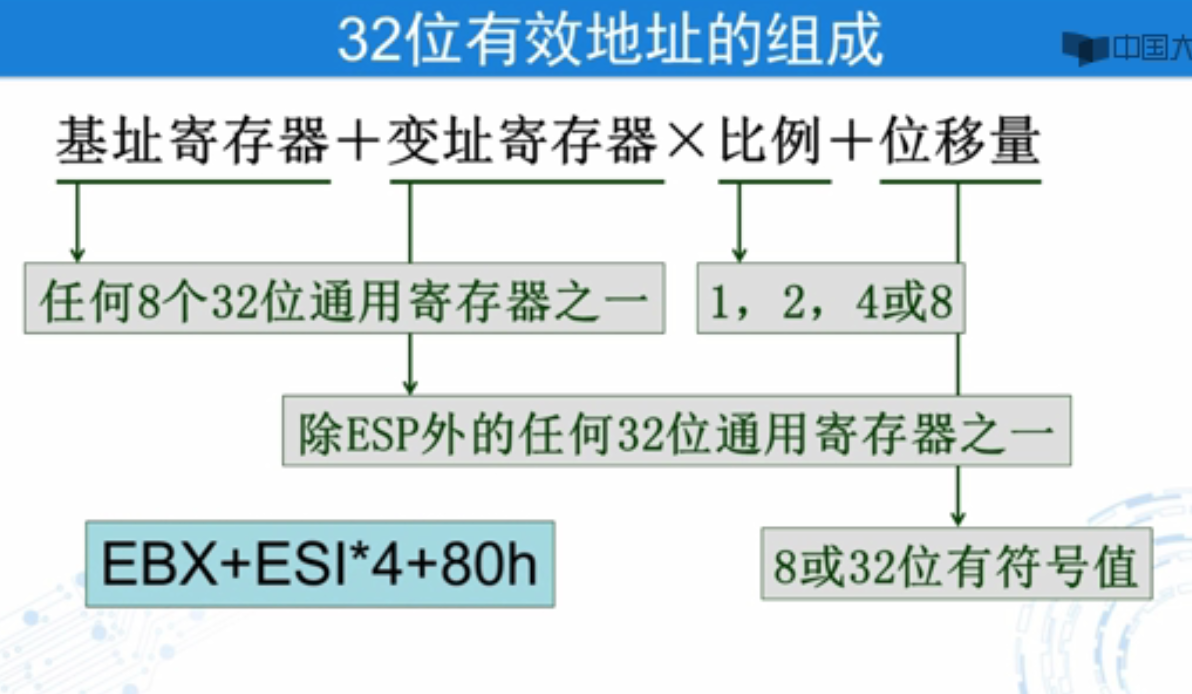 32位有效地址的组成
中国大
基址寄存器＋变址寄存器×比例＋位移量
任何8个32位通用寄存器之一
1，2，4或8
除ESP外的任何32位通用寄存器之一
EBX+ESI*4+80h
8或32位有符号值